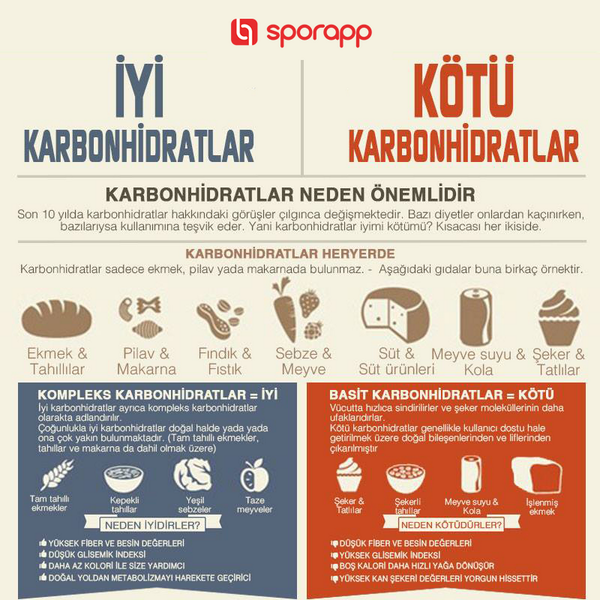 sporapp
İYİ
KARBONHİDRATLAR
KÖTÜ
KARBONHİDRATLAR
KARBONHİDRATLAR NEDEN ÖNEMLİDİR
Son 10 yılda karbonhidratlar hakkındaki görüşler çılgınca değişmektedir. Bazı diyetler onlardan kaçınırken,
bazılarıysa kullanımına teşvik eder. Yani karbonhidratlar iyimi kötümü? Kısacası her ikiside.
KARBONHİDRATLAR HERYERDE
Karbonhidratlar sadece ekmek, pilav yada makarnada bulunmaz. - Aşağıdaki gıdalar buna birkaç örnektir.
Ekmek &
Tahıllılar
Pilav &
Makarna
Fındık &
Fıstık
Sebze &
Meyve
Süt &
Süt ürünleri
Meyve suyu &
Kola
Şeker &
Tatlılar
KOMPLEKS KARBONHİDRATLAR = İYİ
İyi karbonhidratlar ayrıca kompleks karbonhidratlar
olarakta adlandırılır.
Çoğunlukla iyi karbonhidratlar doğal halde yada yada
ona çok yakın bulunmaktadır. (Tam tahıllı ekmekler,
tahıllar ve makarna da dahil olmak üzere)
Tam tahıllı
ekmekler
Kepekli
tahıllar
Yeşil
sebzeler
Taze
meyveler
NEDEN İYİDİRLER?
YÜKSEK FİBER VE BESİN DEĞERLERİ
DÜŞÜK GLİSEMİK İNDEKSİ
DAHA AZ KOLORİ İLE SİZE YARDIMCI
DOĞAL YOLDAN METABOLİZMAYI HAREKETE GEÇİRİCİ
BASİT KARBONHİDRATLAR = KÖTÜ
Vücutta hızlıca sindirilirler ve şeker moleküllerinin daha
ufaklarıdırlar.
Kötü karbonhidratlar genellikle kullanıcı dostu hale
getirilmek üzere doğal bileşenlerinden ve liflerinden
çıkarılmıştır
Şeker &
Tatlılar
Şekerli
tahıllar
Meyve suyu &
Kola
İşlenmiş
ekmek
NEDEN KÖTÜDÜRLER?
DÜŞÜK FİBER VE BESİN DEĞERLERİ
YÜKSEK GLİSEMİK İNDEKSİ
BOŞ KALORİ DAHA HIZLI YAĞA DÖNÜŞÜR
YÜKSEK KAN ŞEKERİ DEĞERLERİ YORGUN HİSSETTİR